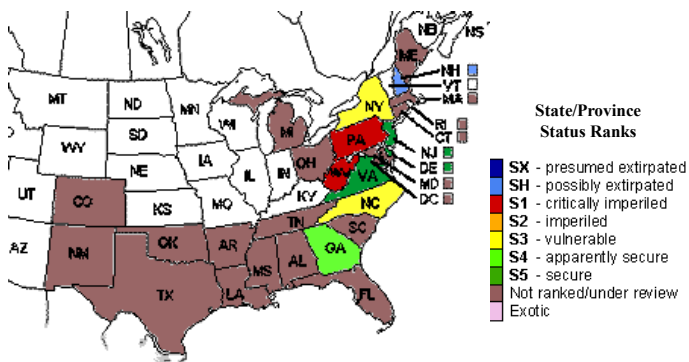 NB
NS
ME
NH
VT
MA
MT
ND
MN
SD
WI
MI
NY
WY
RI
CT
IA
NE
PA
OH
NJ
IL
IN
DE
UT
WV
VA
MD
CO
KS
MO
KY
DC
NC
TN
AZ
NM
OK
AR
SC
MS
AL
GA
TX
LA
FL
State/Province
Status Ranks
SX - presumed extirpated
SH - possibly extirpated
S1 - critically imperiled
S2 - imperiled
S3 - vulnerable
S4 - apparently secure
S5 - secure
Not ranked/under review
Exotic